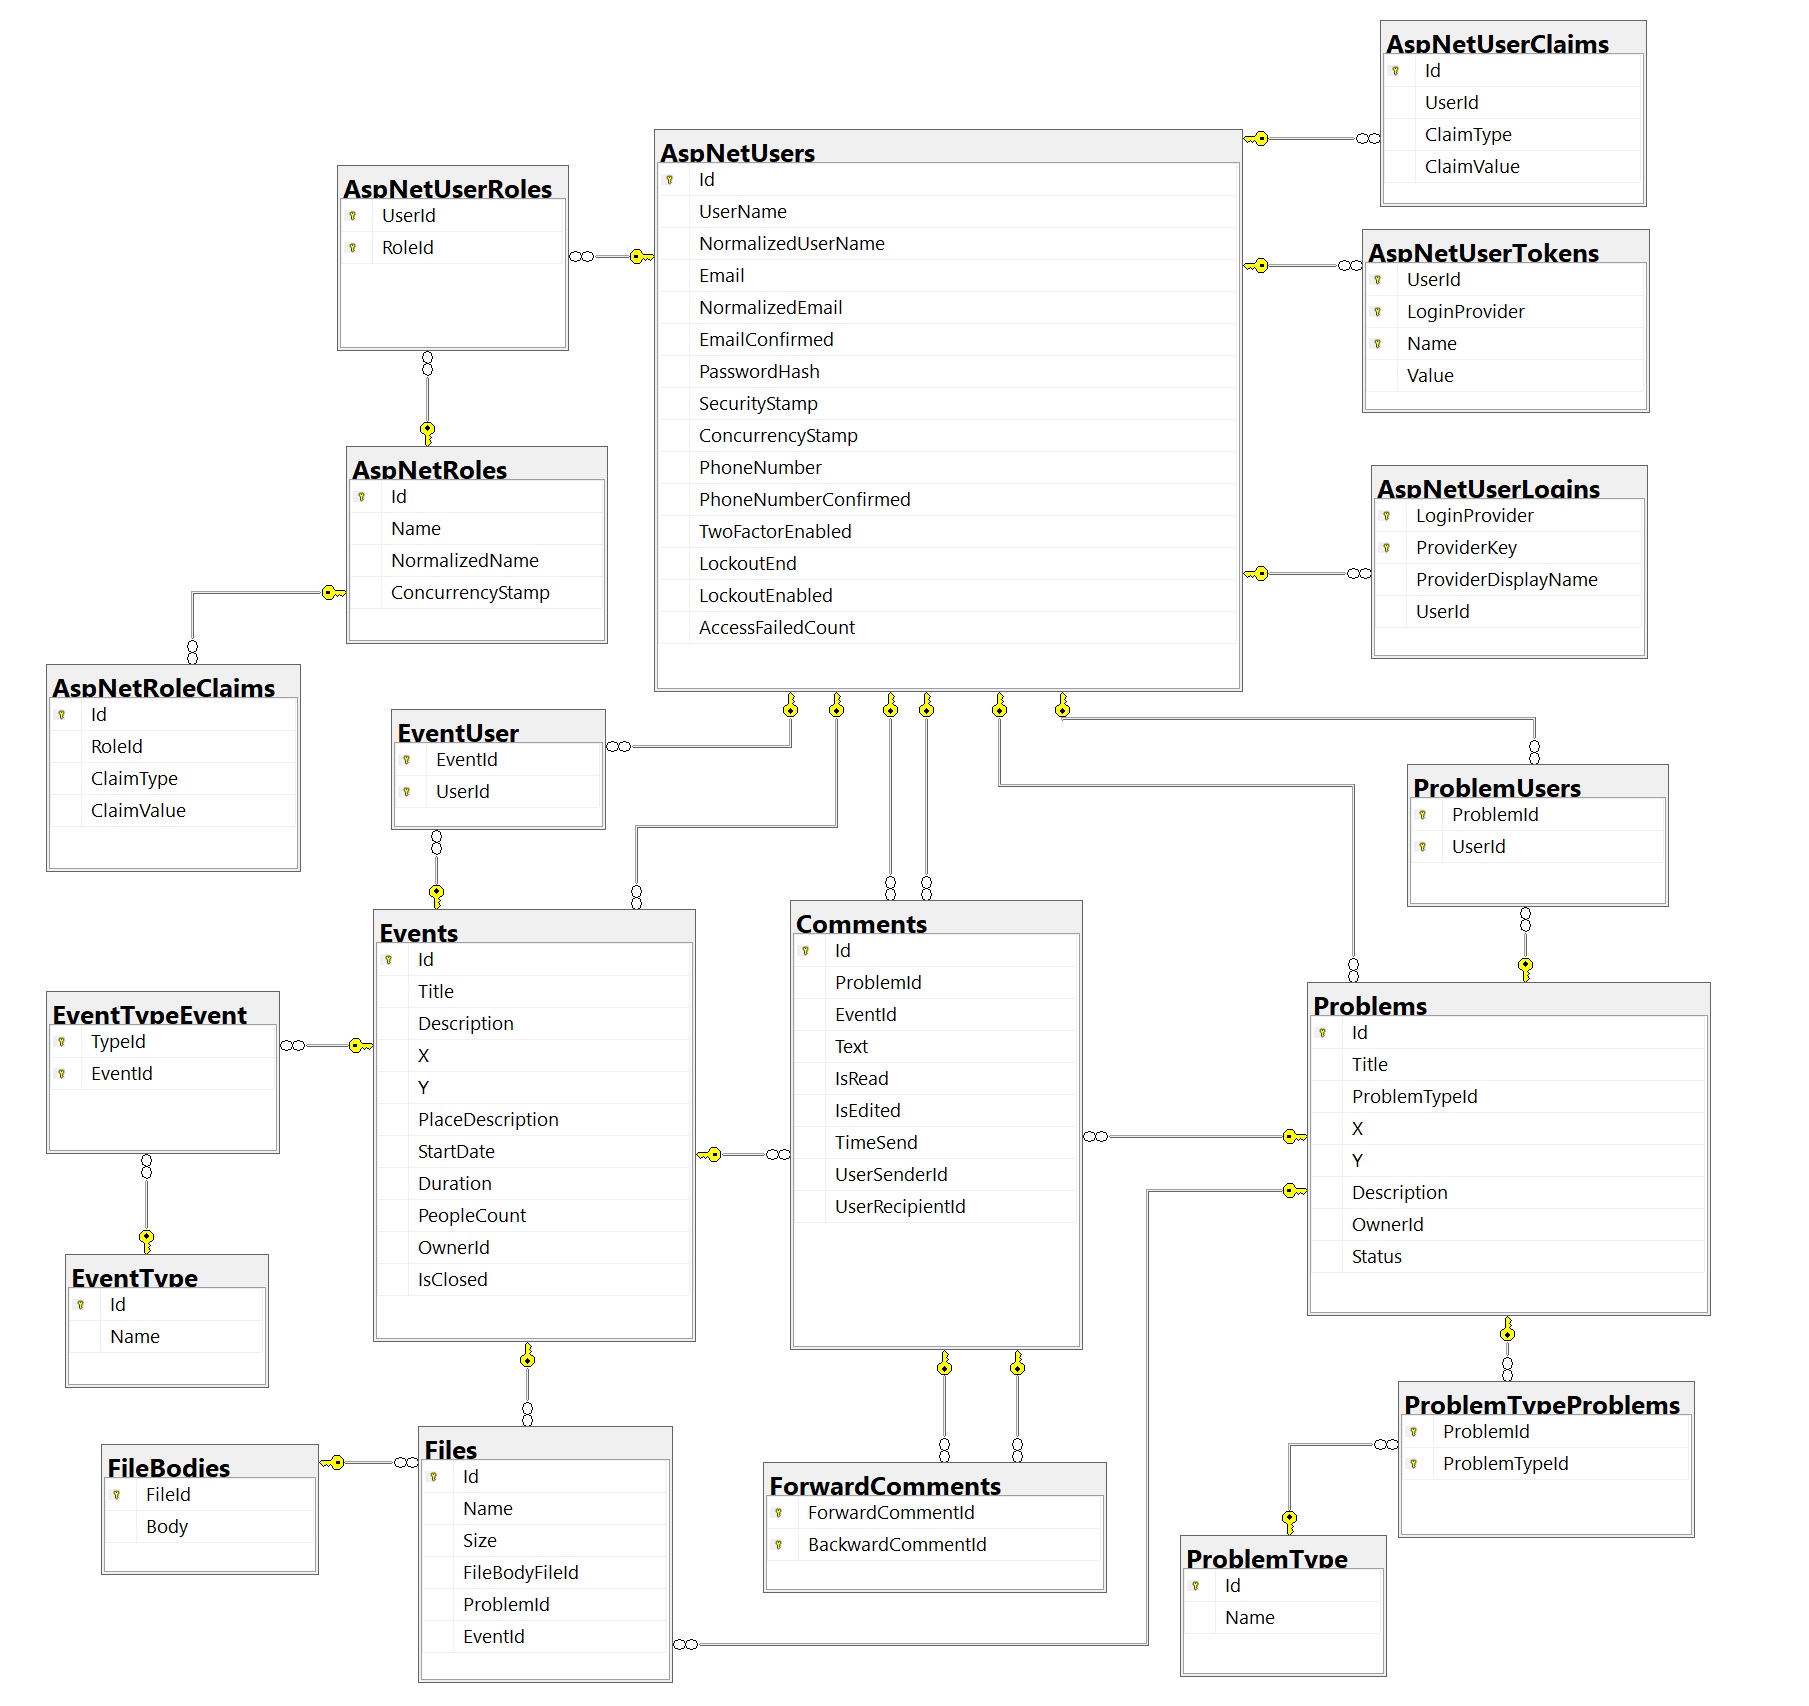 AspNetUserClaims
Id
UserId
ClaimType
ClaimValue
AspNetUsers
Id
UserName
NormalizedUserName
Email
NormalizedEmail
EmailConfirmed
PasswordHash
SecurityStamp
ConcurrencyStamp
PhoneNumber
PhoneNumberConfirmed
TwoFactorEnabled
LockoutEnd
LockoutEnabled
AccessFailedCount
AspNetUserRoles
UserId
RoleId
AspNetUserTokens
UserId
LoginProvider
Name
Value
AspNetRoles
Id
Name
NormalizedName
ConcurrencyStamp
AspNetUserLogins
LoginProvider
ProviderKey
ProviderDisplayName
UserId
AspNetRoleClaims
Id
RoleId
ClaimType
ClaimValue
EventUser
EventId
UserId
ProblemUsers
ProblemId
UserId
Events
Id
Title
Description
X
Y
PlaceDescription
StartDate
Duration
PeopleCount
OwnerId
IsClosed
Comments
Id
ProblemId
EventId
Text
IsRead
IsEdited
TimeSend
UserSenderId
UserRecipientId
Problems
Id
Title
ProblemTypeId
X
Y
Description
OwnerId
Status
EventTypeEvent
TypeId
EventId
EventType
Id
Name
ProblemTypeProblems
ProblemId
ProblemTypeId
FileBodies
FileId
Body
Files
Id
Name
Size
FileBodyFileId
ProblemId
EventId
ForwardComments
ForwardCommentId
BackwardCommentId
ProblemType
Id
Name